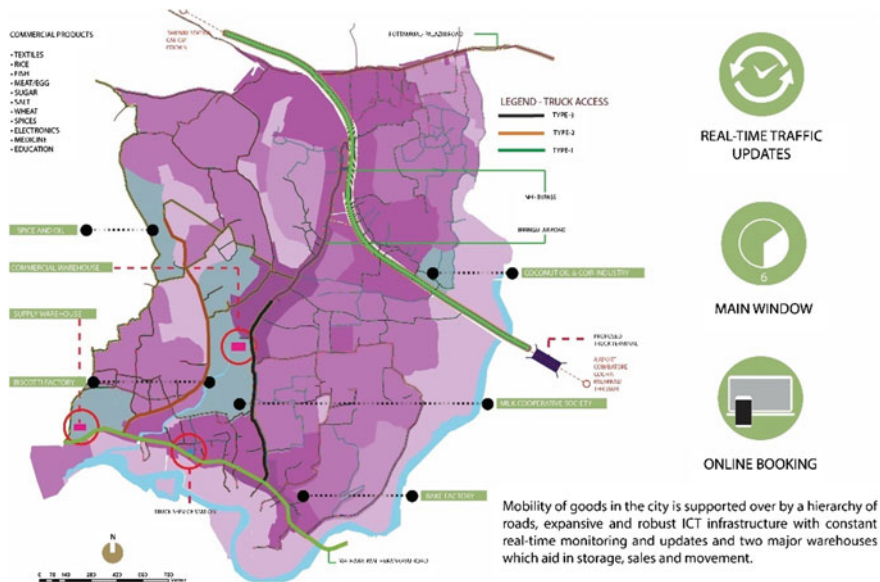 COMMERCIAL PRODUCTS
- TEXTILES
- RICE
- FISH
- MEAT/EGG
- SUGAR
- SALT
- WHEAT
- SPICES
- ELECTRONICS
- MEDICINE
- EDUCATION
LEGEND - TRUCK ACCESS
TYPE-3
TYPE-2
TYPE-1
SPICE AND OIL
COMMERCIAL WAREHOUSE
SUPPLY WAREHOUSE
BISCOTTI FACTORY
COCONUT OIL & COIR INDUSTRY
PROPOSED
TRUCK TERMINAL
AIRPORT
MILK COOPERATIVE SOCIETY
FACTORY
N
REAL-TIME TRAFFIC
UPDATES
6
MAIN WINDOW
ONLINE BOOKING
Mobility of goods in the city is supported over by a hierarchy of
roads, expansive and robust ICT infrastructure with constant
real-time monitoring and updates and two major warehouses
which aid in storage, sales and movement.